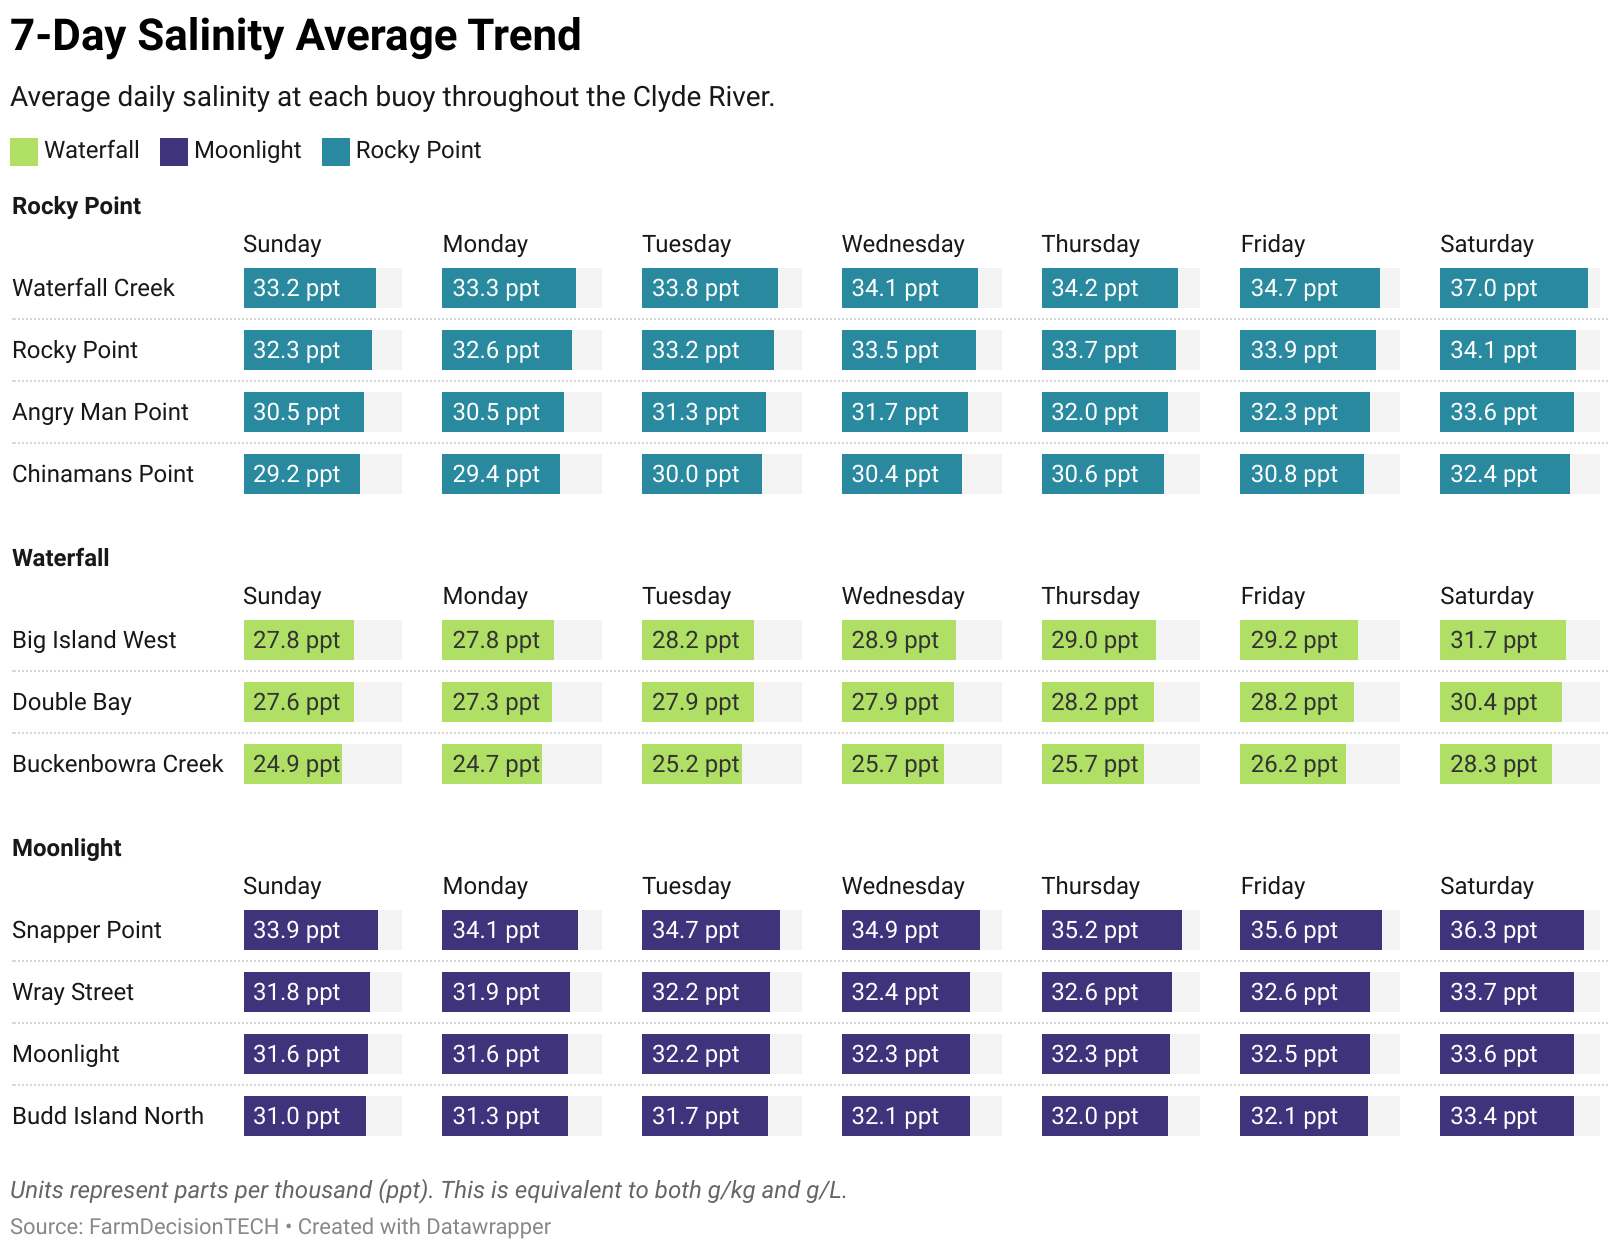 7-Day Salinity Average Trend
Average daily salinity at each buoy throughout the Clyde River.
Waterfall Moonlight Rocky Point
Rocky Point
Sunday Monday Tuesday Wednesday Thursday Friday Saturday
Waterfall Creek 33.2 ppt 33.3 ppt 33.8 ppt 34.1 ppt 34.2 ppt 34.7 ppt 37.0 ppt
Rocky Point 32.3 ppt 32.6 ppt 33.2 ppt 33.5 ppt 33.7 ppt 33.9 ppt 34.1 ppt
Angry Man Point 30.5 ppt 30.5 ppt 31.3 ppt 31.7 ppt 32.0 ppt 32.3 ppt 33.6 ppt
Chinamans Point 29.2 ppt 29.4 ppt 30.0 ppt 30.4 ppt 30.6 ppt 30.8 ppt 32.4 ppt
Waterfall
Sunday Monday Tuesday Wednesday Thursday Friday Saturday
Big Island West 27.8 ppt 27.8 ppt 28.2 ppt 28.9 ppt 29.0 ppt 29.2 ppt 31.7 ppt
Double Bay 27.6 ppt 27.3 ppt 27.9 ppt 27.9 ppt 28.2 ppt 28.2 ppt 30.4 ppt
Buckenbowra Creek 24.9 ppt 24.7 ppt 25.2 ppt 25.7 ppt 25.7 ppt 26.2 ppt 28.3 ppt
Moonlight
Sunday Monday Tuesday Wednesday Thursday Friday Saturday
Snapper Point 33.9 ppt 34.1 ppt 34.7 ppt 34.9 ppt 35.2 ppt 35.6 ppt 36.3 ppt
Wray Street 31.8 ppt 31.9 ppt 32.2 ppt 32.4 ppt 32.6 ppt 32.6 ppt 33.7 ppt
Moonlight 31.6 ppt 31.6 ppt 32.2 ppt 32.3 ppt 32.3 ppt 32.5 ppt 33.6 ppt
Budd Island North 31.0 ppt 31.3 ppt 31.7 ppt 32.1 ppt 32.0 ppt 32.1 ppt 33.4 ppt
Units represent parts per thousand (ppt). This is equivalent to both g/kg and g/L.
Source: FarmDecisionTECH • Created with Datawrapper